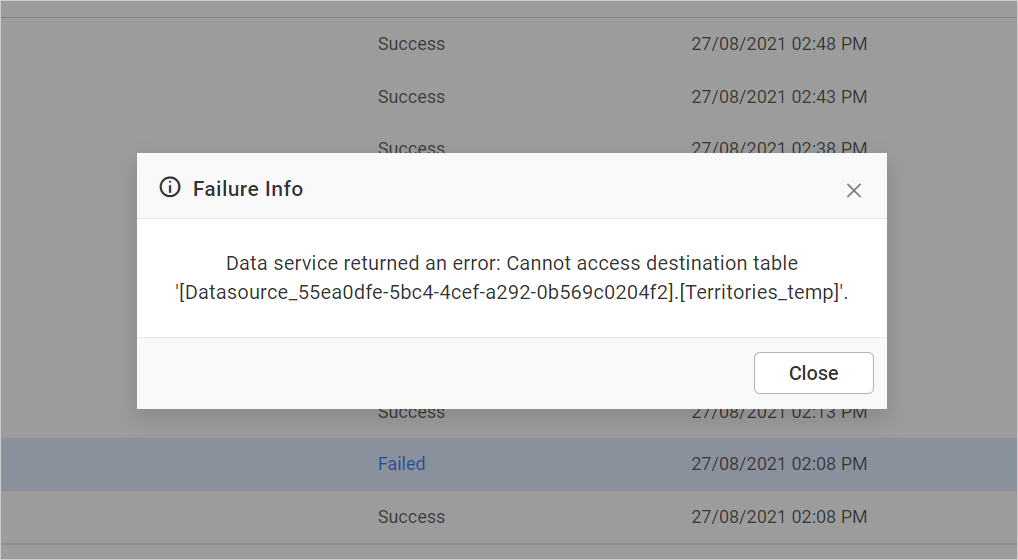 Success 27/08/2021 02:48 PM
Success 27/08/2021 02:43 PM
Success 27/08/2021 02:38 PM
Failure Info
Data service returned an error: Cannot access destination table
'[Datasource_55ea0dfe-5bc4-4cef-a292-0b569c0204f2].[Territories_temp]'.
Close
Success 27/08/2021 02:13 PM
Failed 27/08/2021 02:08 PM
Success 27/08/2021 02:08 PM